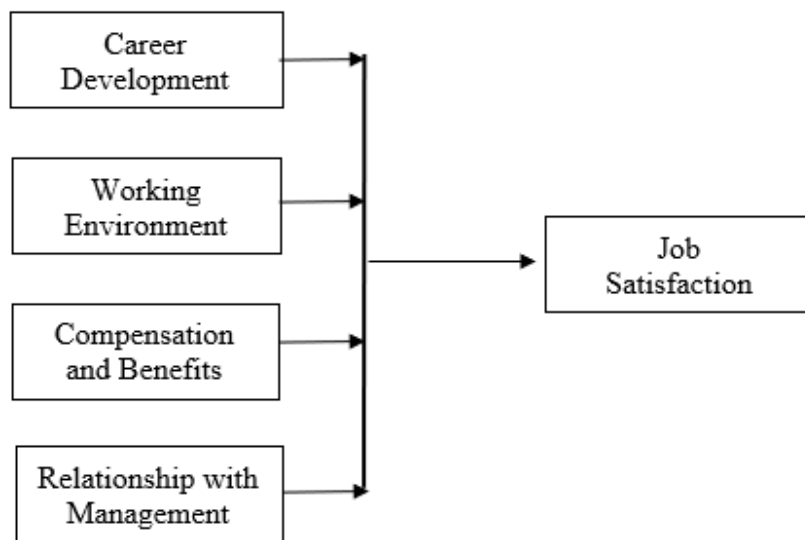 Career
Development
Working
Environment
Compensation
and Benefits
Relationship with
Management
Job
Satisfaction